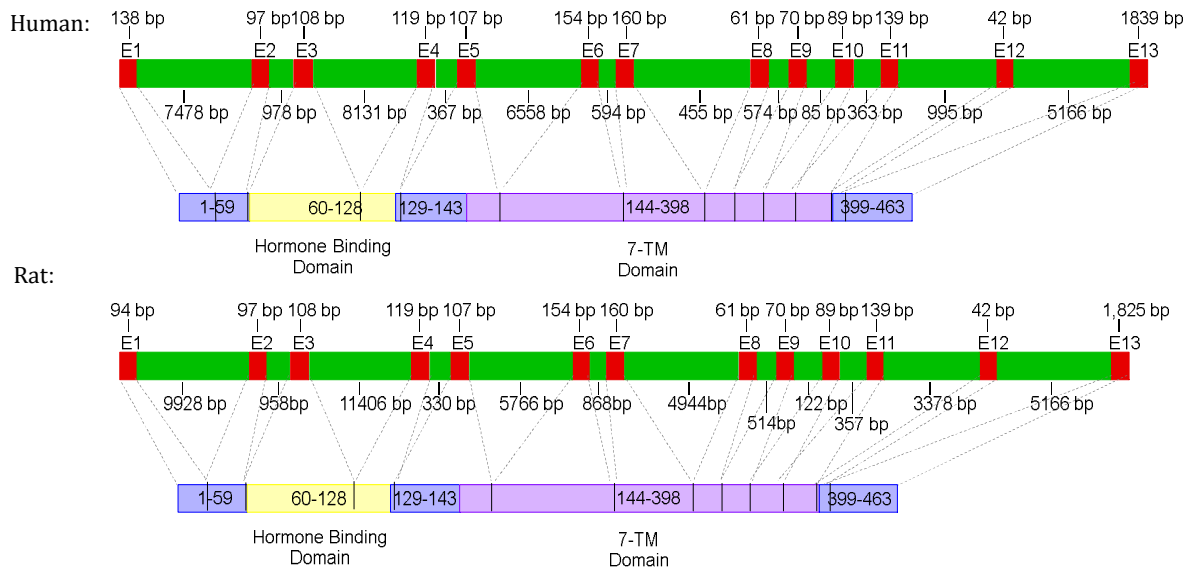 Human:
138 bp 97 bp 108 bp 119 bp 107 bp 154 bp 160 bp 61 bp 70 bp 89 bp 139 bp 42 bp 1839 bp
E1 E2 E3 E4 E5 E6 E7 E8 E9 E10 E11 E12 E13
7478 bp 978 bp 8131 bp 367 bp 6558 bp 594 bp 455 bp 574 bp 85 bp 363 bp 995 bp 5166 bp
1-59 60-128 129-143 144-398 399-463
Hormone Binding
Domain
7-TM
Domain
Rat:
94 bp 97 bp 108 bp 119 bp 107 bp 154 bp 160 bp 61 bp 70 bp 89 bp 139 bp 42 bp 1,825 bp
E1 E2 E3 E4 E5 E6 E7 E8 E9 E10 E11 E12 E13
9928 bp 958bp 11406 bp 330 bp 5766 bp 868bp 4944bp 514bp 122 bp 357 bp 3378 bp 5166 bp
1-59 60-128 129-143 144-398 399-463
Hormone Binding
Domain
7-TM
Domain